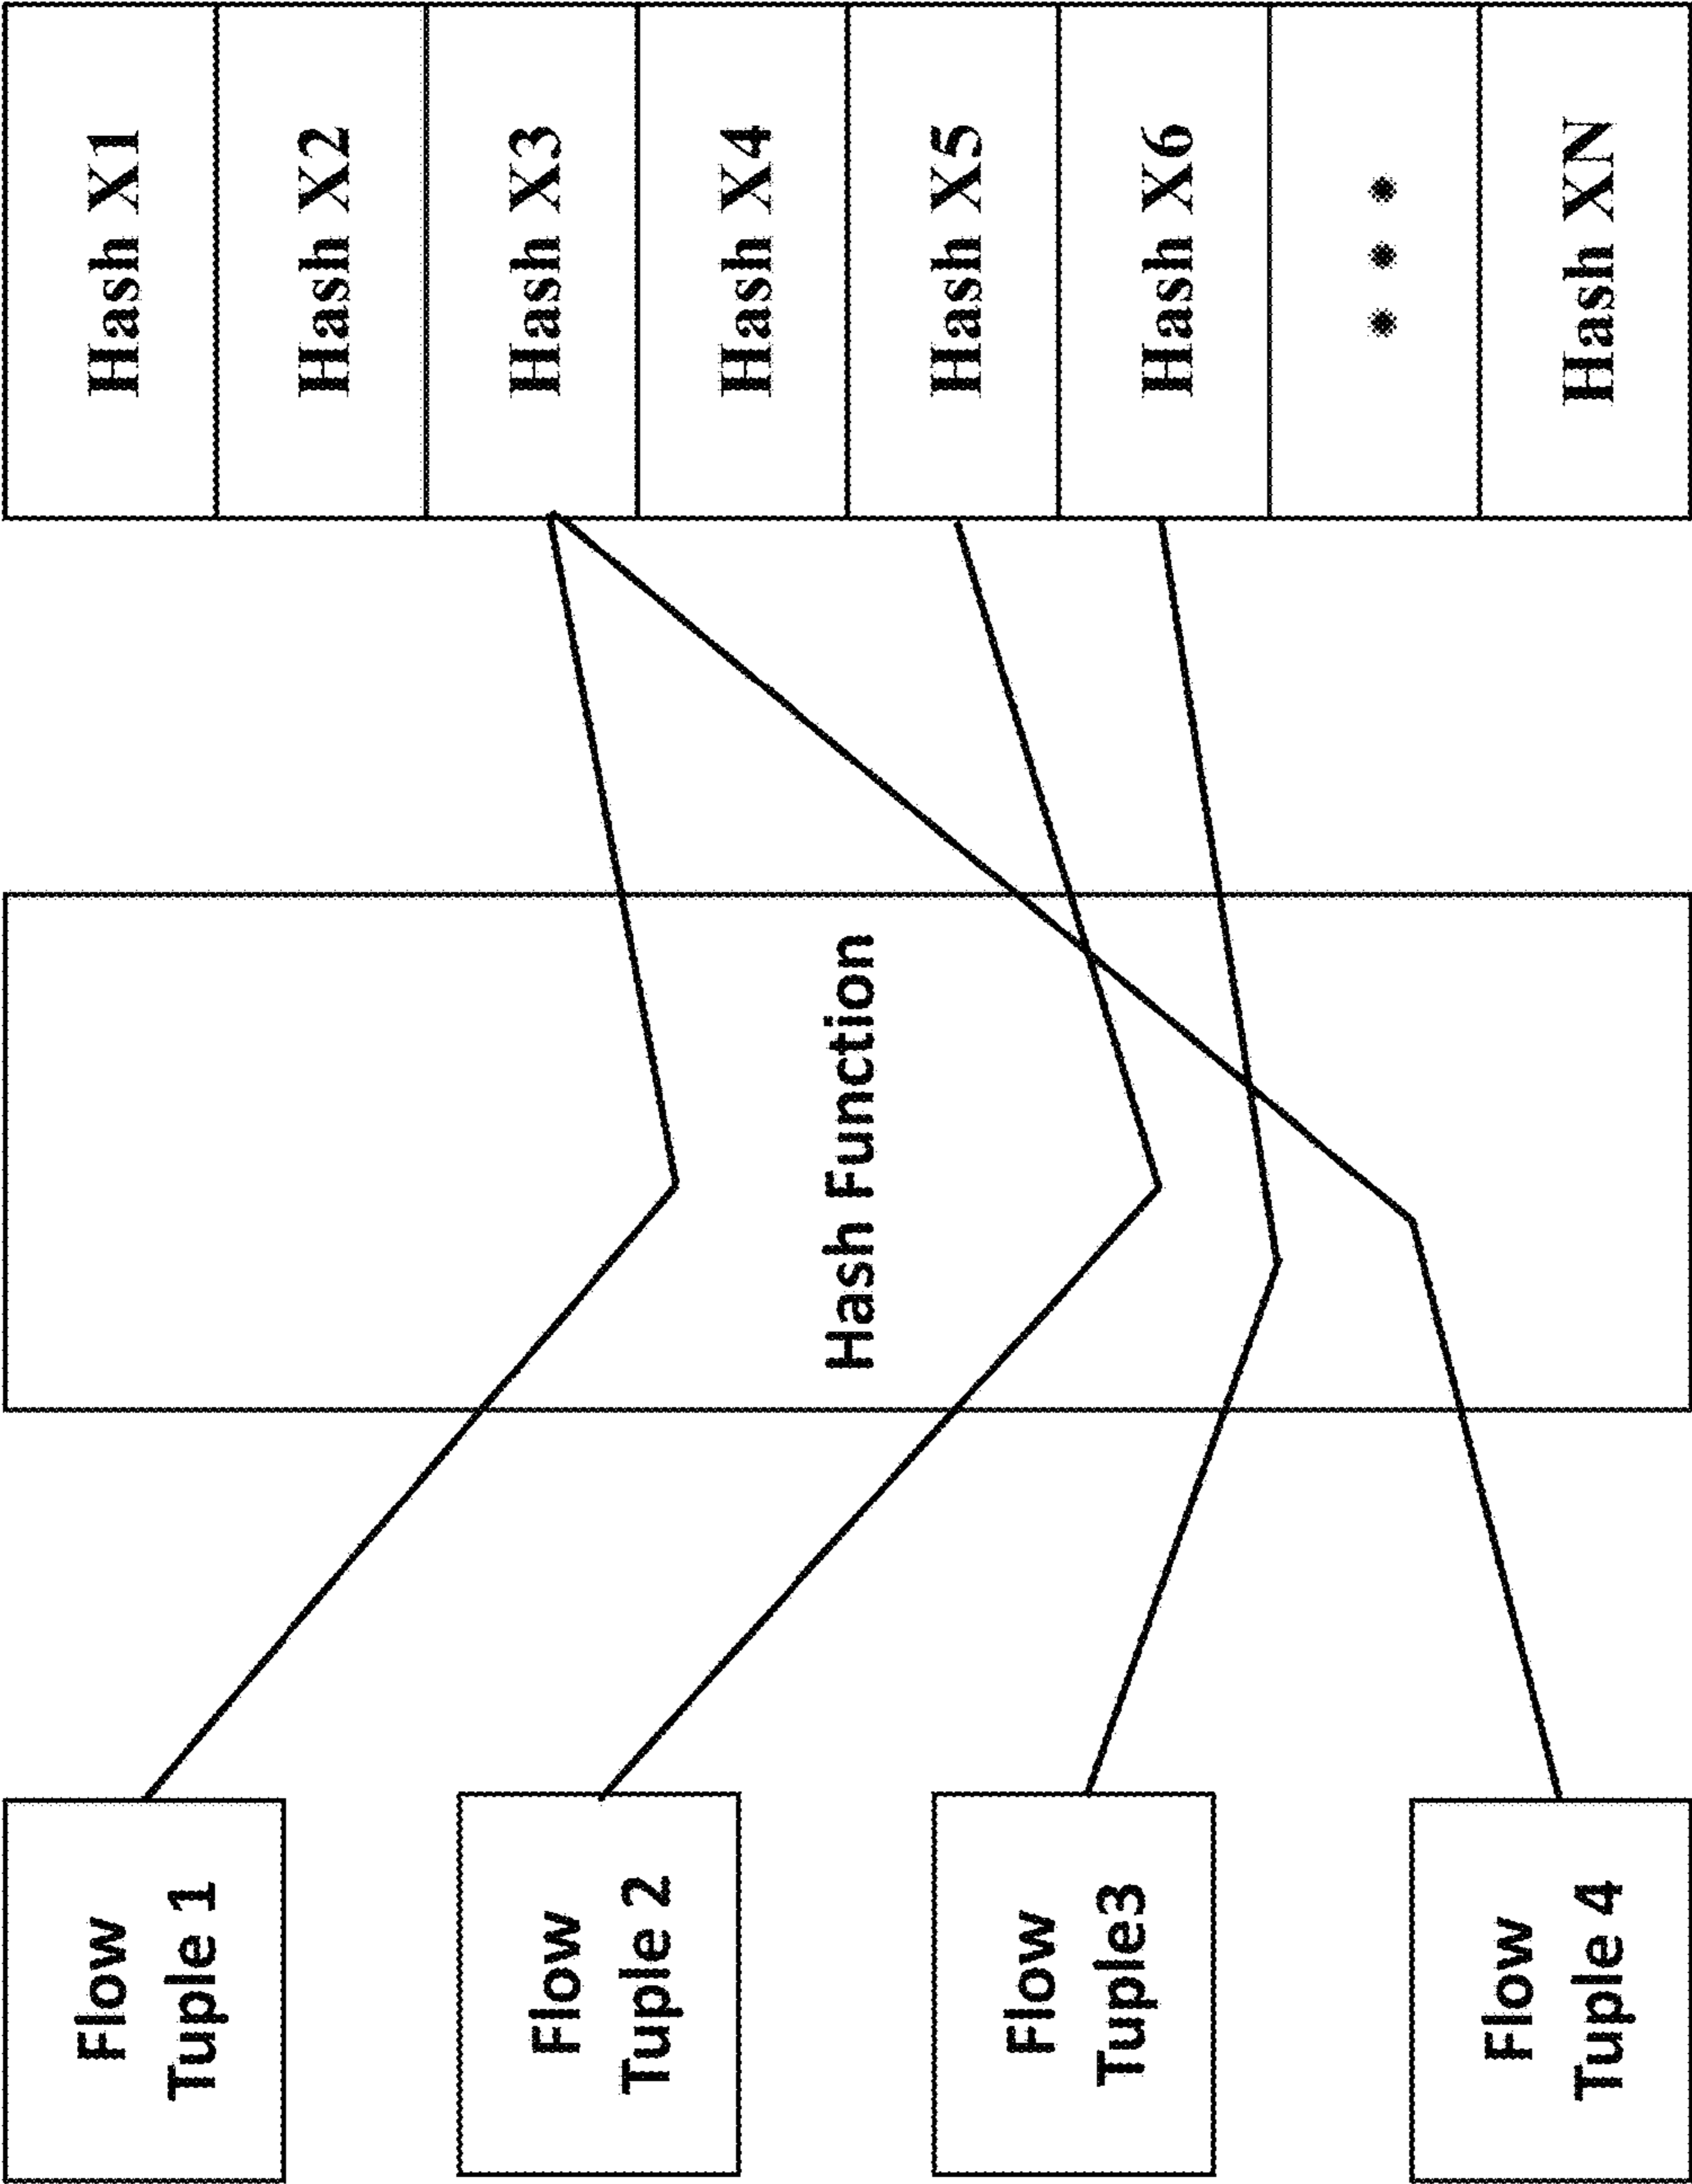 Flow
Tuple 1
Flow
Tuple 2
Flow
Tuple3
Flow
Tuple 4
Hash Function
Hash X1
Hash X2
Hash X3
Hash X4
Hash X5
Hash X6
• • •
Hash XN